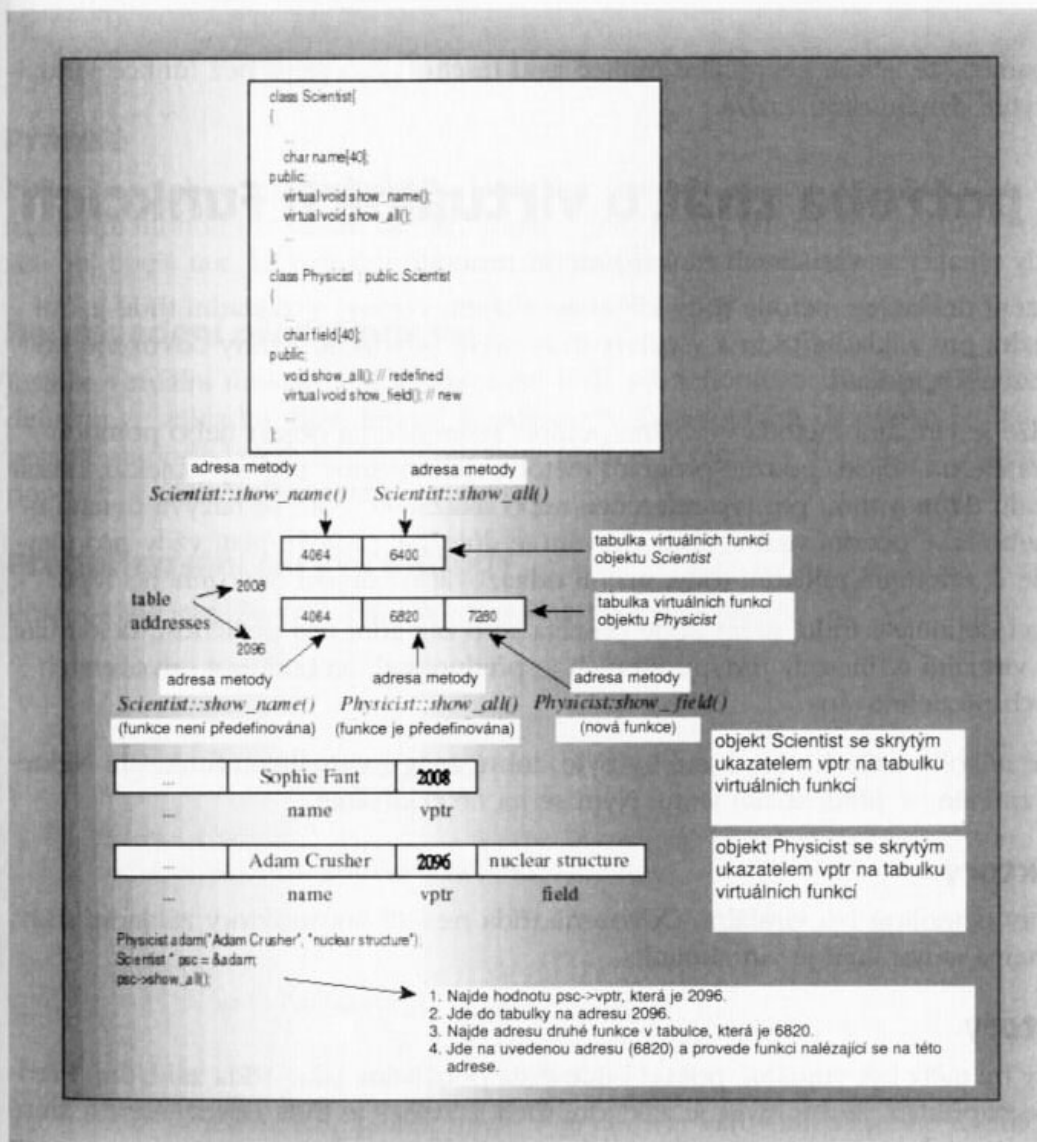 potřeba znát o virtuálních funkcích
class Scientist{
{
...
char name[40];
public:
virtual void show_name();
virtual void show_all();
...
};
class Physicist : public Scientist
{
char field[40];
public:
void show_all(); // redefined
virtual void show_field(); // new
...
};
adresa metody adresa metody
Scientist::show_name() Scientist::show_all()
4064 6400
tabulka virtuálních funkcí
objektu Scientist
2008
table
addresses
4064 6820 7280
tabulka virtuálních funkcí
objektu Physicist
2096
adresa metody adresa metody adresa metody
Scientist::show_name() Physicist::show_all() Physicist:show_field()
(funkce není předefinována) (funkce je předefinována) (nová funkce)
... Sophie Fant 2008
... name vptr
objekt Scientist se skrytým
ukazatelem vptr na tabulku
virtuálních funkcí
... Adam Crusher 2096 nuclear structure
... name vptr field
objekt Physicist se skrytým
ukazatelem vptr na tabulku
virtuálních funkcí
Physicist adam("Adam Crusher", "nuclear structure");
Scientist * psc = &adam;
psc->show_all();
1. Najde hodnotu psc->vptr, která je 2096.
2. Jde do tabulky na adresu 2096.
3. Najde adresu druhé funkce v tabulce, která je 6820.
4. Jde na uvedenou adresu (6820) a provede funkci nalézající se na této
adrese.